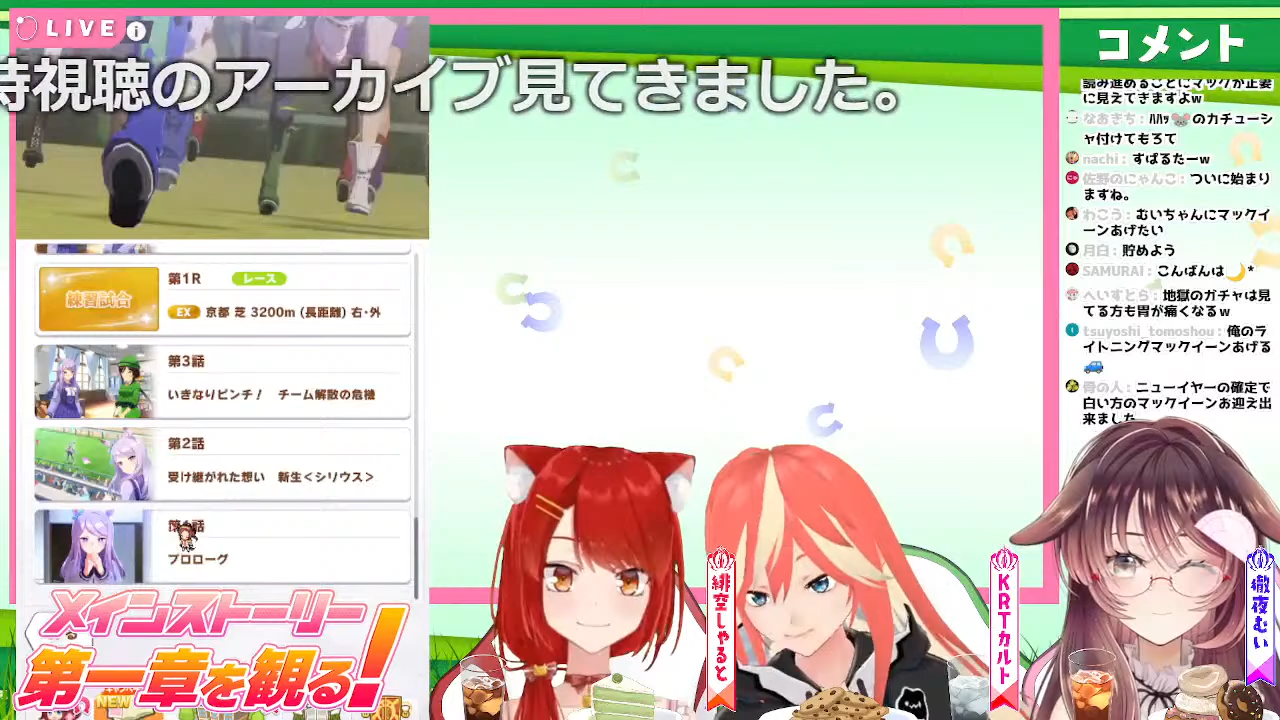 LIVE
時視聴のアーカイブ見てきました。
第1R
レース
練習試合
EX 京都 芝 3200m (長距離) 右・外
第3話
いきなりピンチ! チーム解散の危機
第2話
受け継がれた想い 新生<シリウス>
プロローグ
メインストーリー
第一章を観る!
NEW
コメント
読み進めるごとにマックが正妻
に見えてきますよw
なおきち: ハハッ🐭のカチューシ
ャ付けてもろて
nachi: すぱるたーw
佐野のにゃんこ: ついに始まり
ますね。
わこう: むいちゃんにマックイ
ーンあげたい
月白: 貯めよう
SAMURAI: こんばんは🌙*
へいすとら: 地獄のガチャは見
てる方も胃が痛くなるw
tsuyoshi_tomoshou: 俺のラ
イトニングマックイーンあげる
🚙
骨の人: ニューイヤーの確定で
白い方のマックイーンお迎え出
来ました
緋空しゃると
KRTカルト
徹夜むい